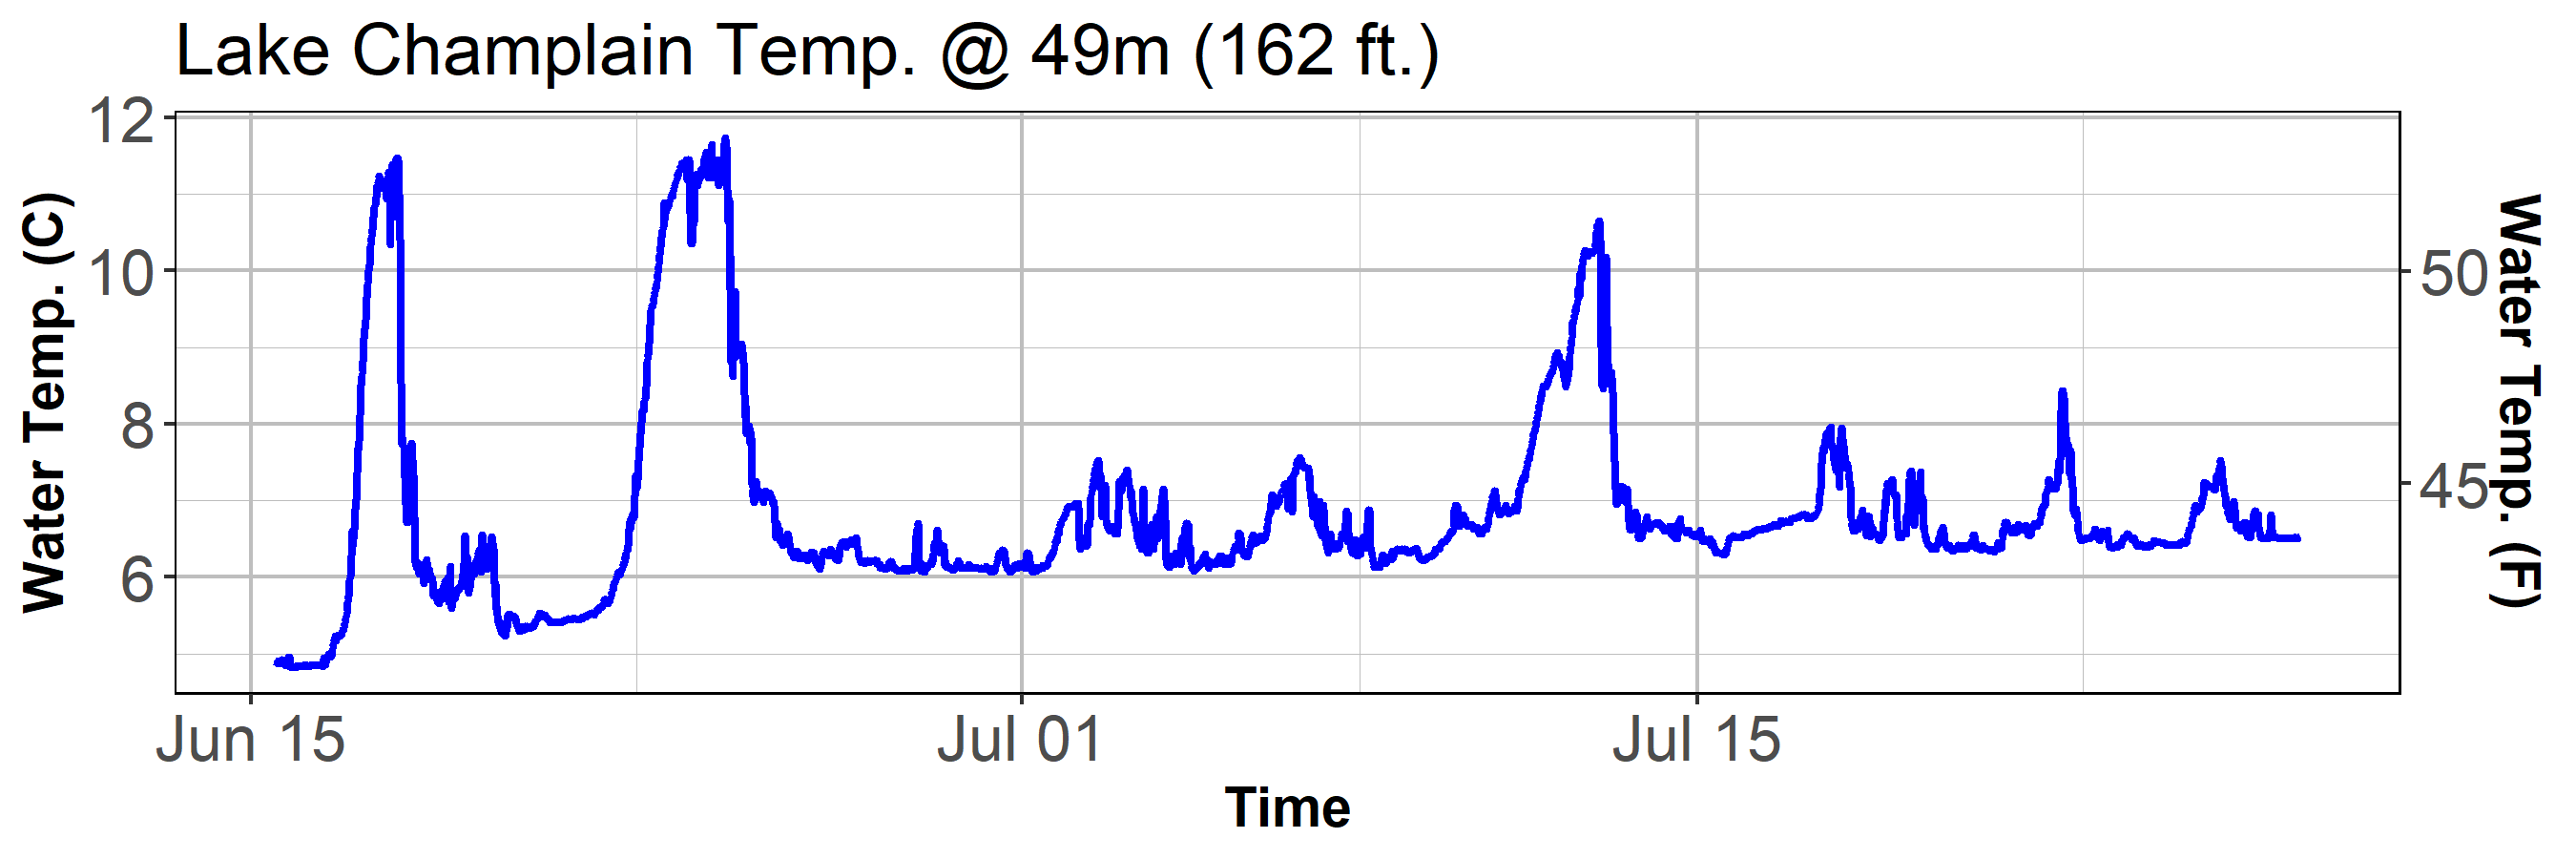 Lake Champlain Temp. @ 49m (162 ft.)
Water Temp. (C)
12
10
8
6
50
45
Water Temp. (F)
Jun 15
Jul 01
Jul 15
Time